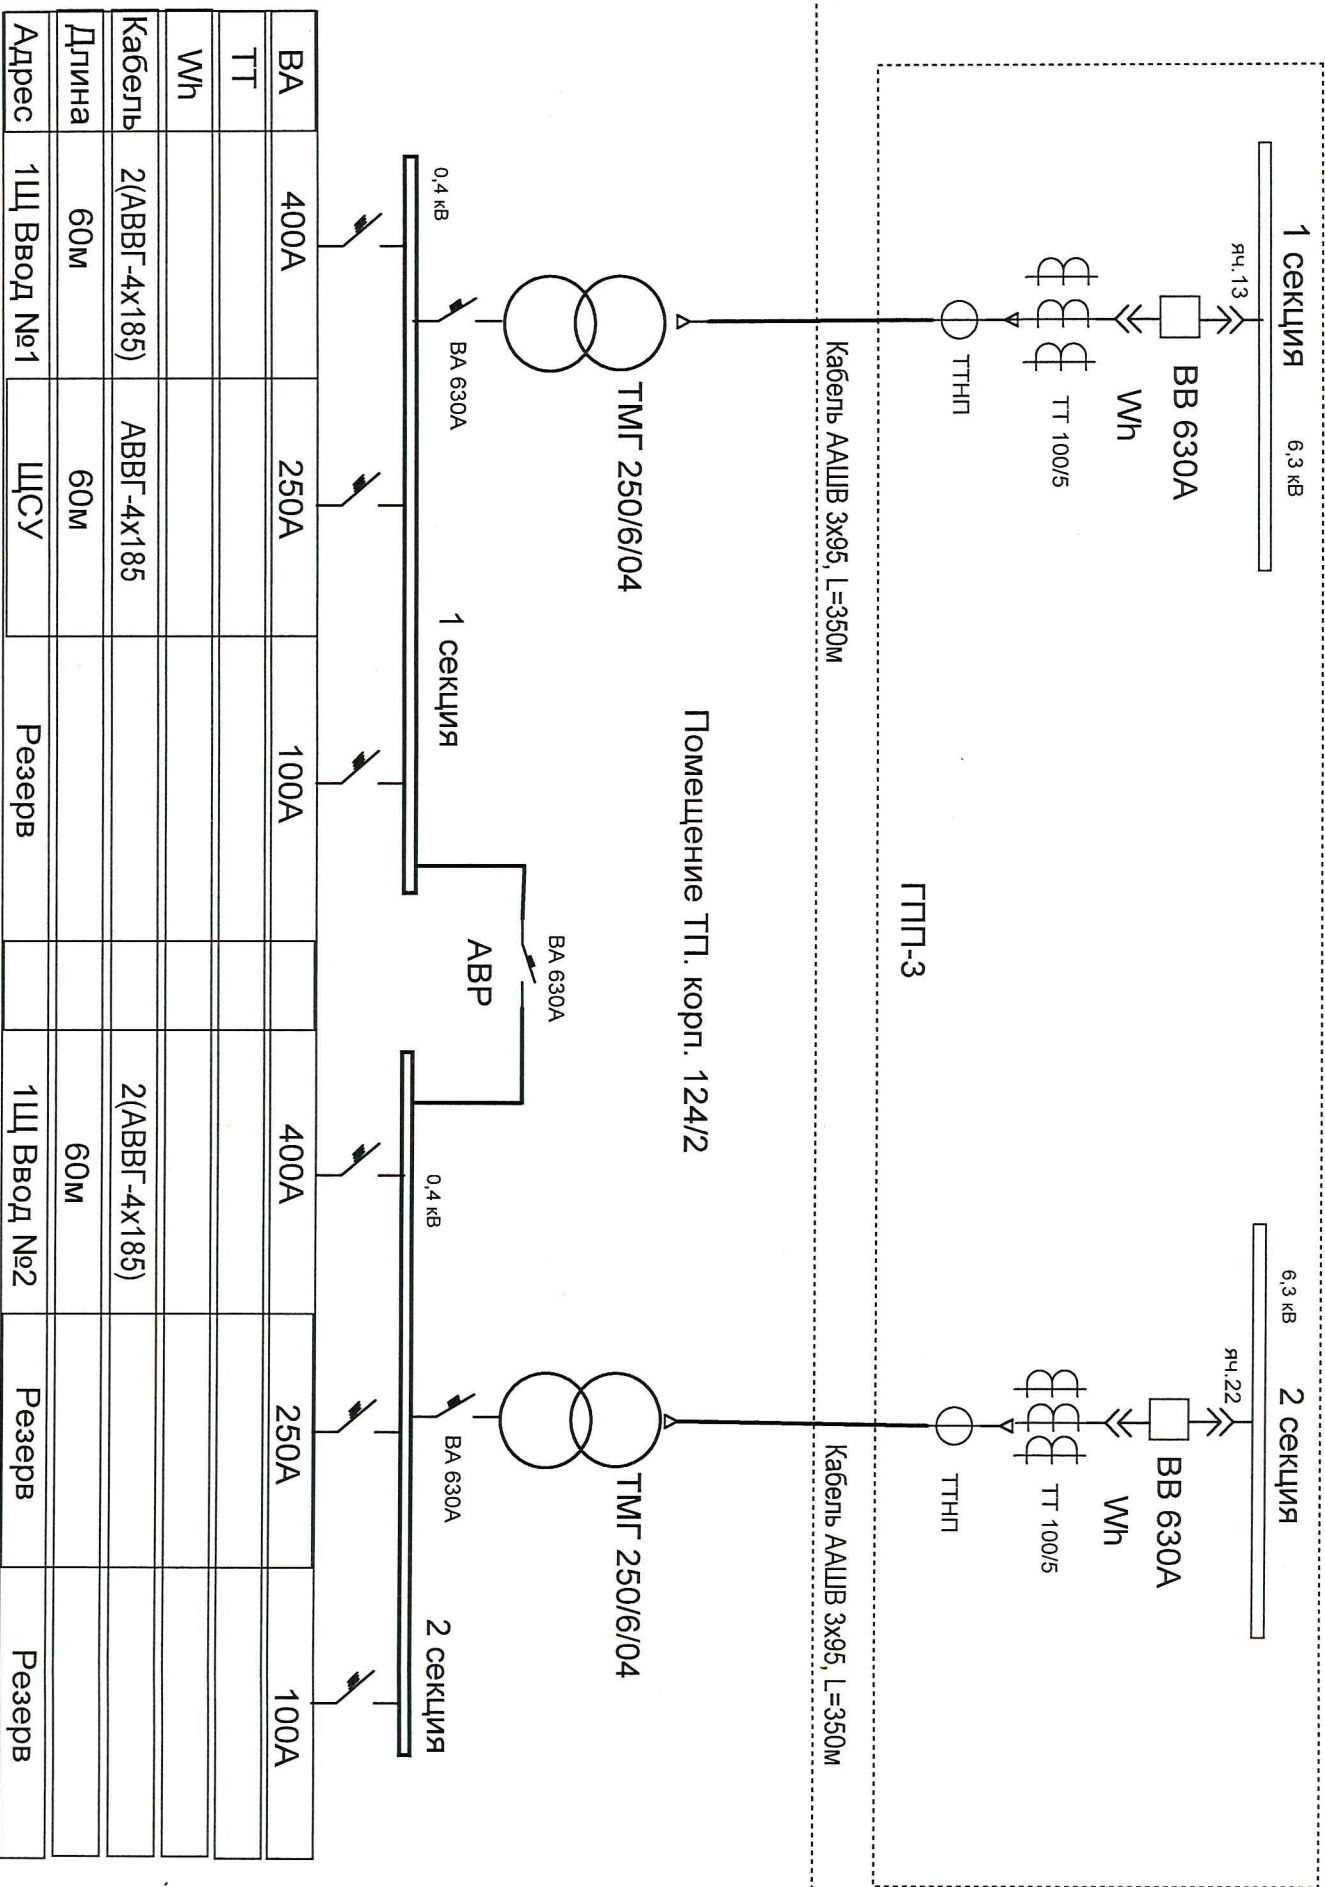 1 секция
6,3 кВ
6,3 кВ
2 секция
яч.13
яч.22
ВВ 630А
ВВ 630А
Wh
Wh
ТТ 100/5
ТТ 100/5
ТТНП
ТТНП
ГПП-3
Кабель ААШВ 3х95, L=350м
Кабель ААШВ 3х95, L=350м
Помещение ТП. корп. 124/2
ТМГ 250/6/04
ТМГ 250/6/04
ВА 630А
ВА 630А
ВА 630А
АВР
0,4 кВ
1 секция
0,4 кВ
2 секция
ВА 400А 250А 100А 400А 250А 100А
ТТ
Wh
Кабель 2(АВВГ-4х185) АВВГ-4х185 2(АВВГ-4х185)
Длина 60м 60м 60м
Адрес 1Щ Ввод №1 ЩСУ Резерв 1Щ Ввод №2 Резерв Резерв